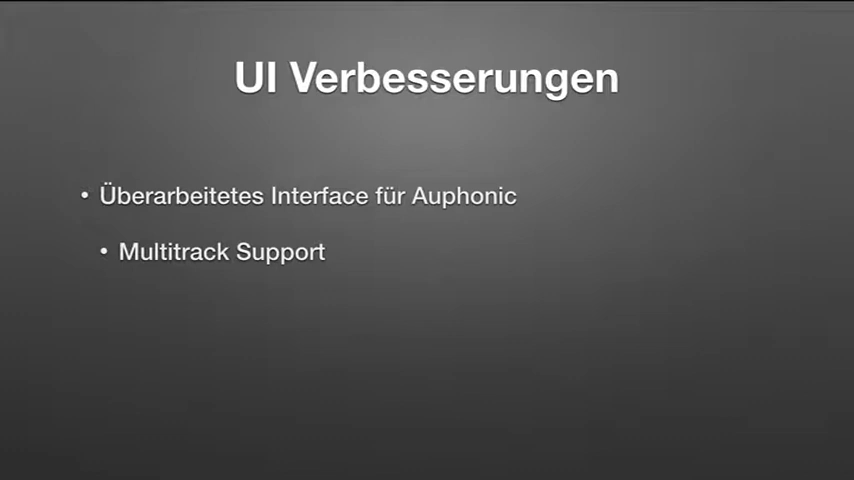 UI Verbesserungen
• Überarbeitetes Interface für Auphonic
• Multitrack Support